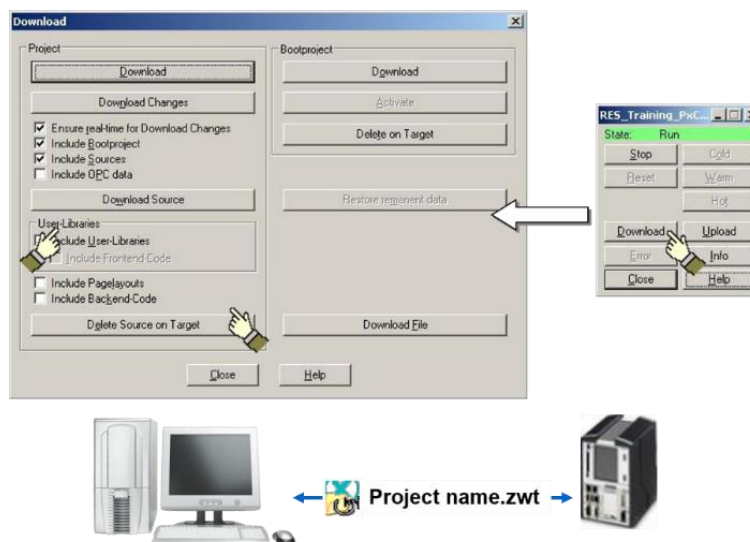 Download
Project
Download
Download Changes
Ensure real-time for Download Changes
Include Bootproject
Include Sources
Include OPC data
Download Source
User-Libraries
Include User-Libraries
Include Frontend Code
Include Pagelayouts
Include Backend-Code
Delete Source on Target
Bootproject
Download
Activate
Delete on Target
Restore remanent data
Download File
Close
Help
RES_Training_PxC...
State: Run
Stop
Cold
Reset
Warm
Hot
Download
Upload
Error
Info
Close
Help
Project name.zwt